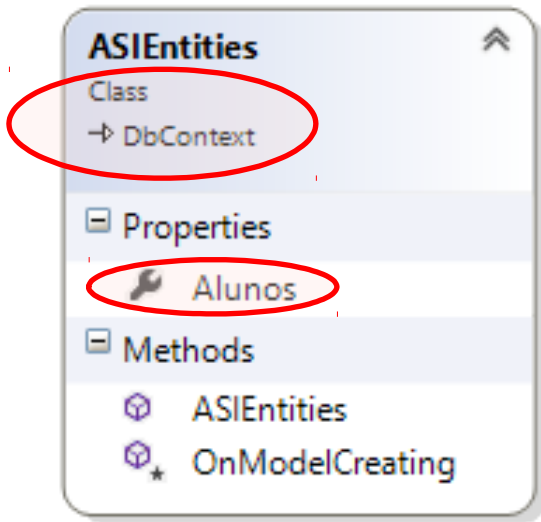 ASIEntities
Class
DbContext
Properties
Alunos
Methods
ASIEntities
OnModelCreating